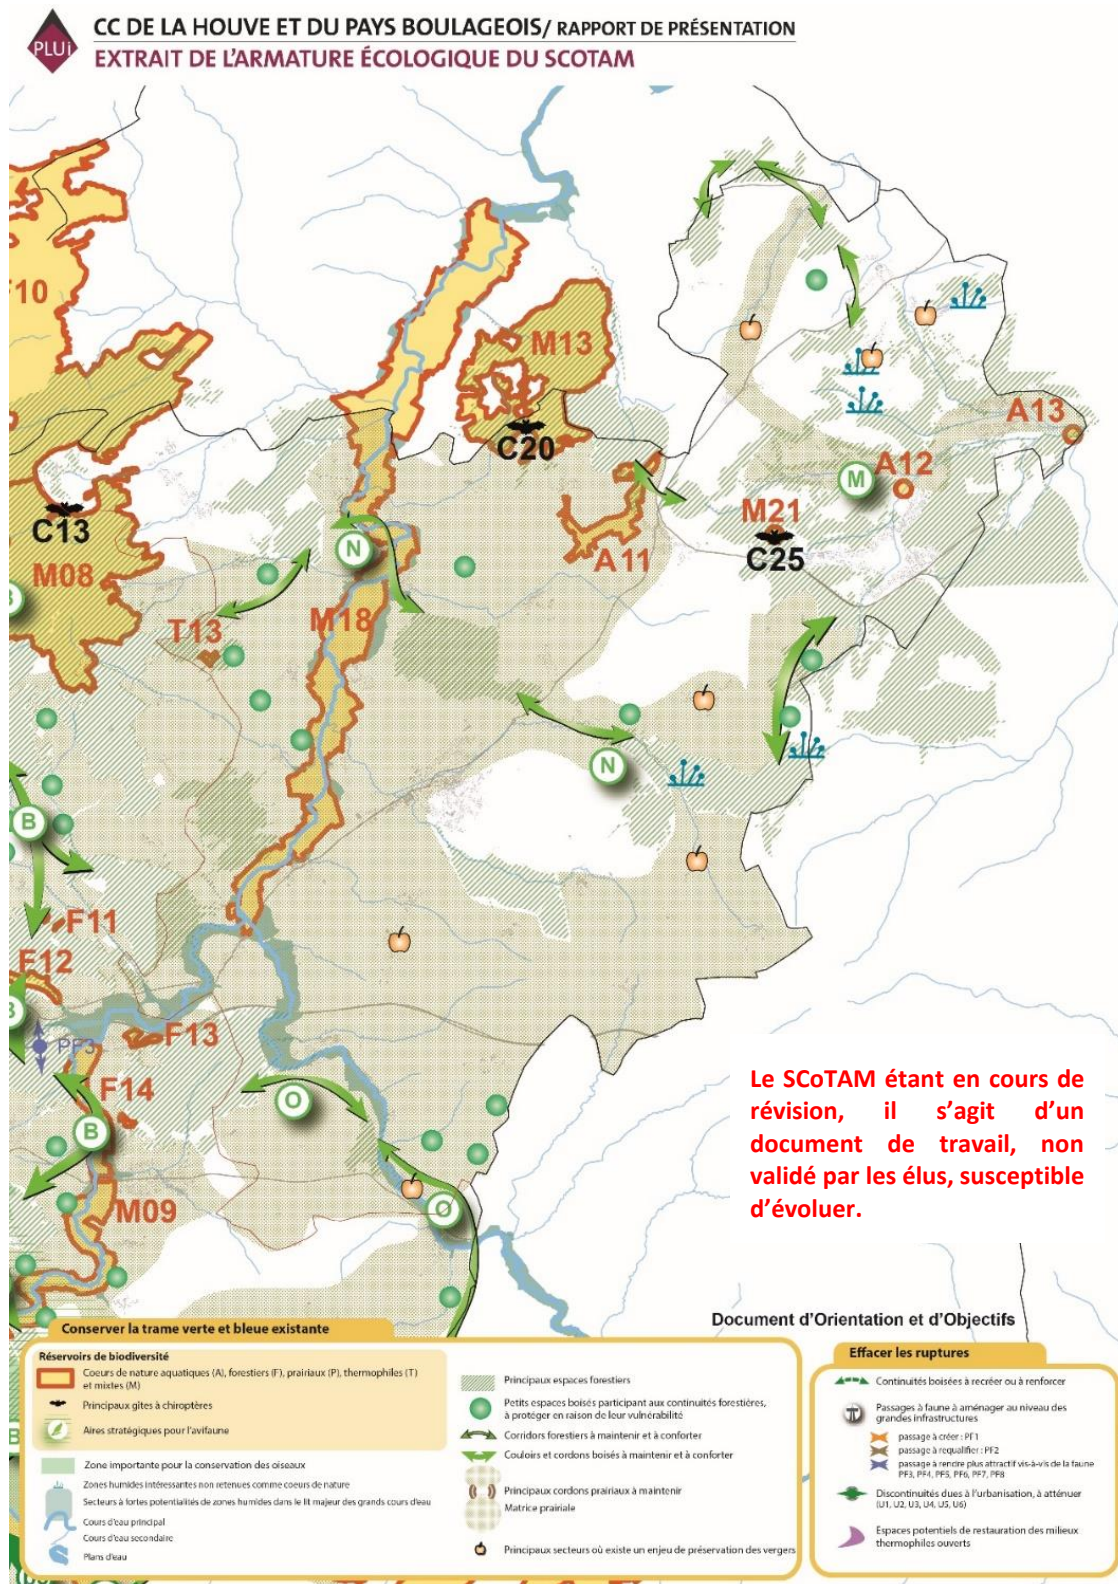 PLUi
CC DE LA HOUVE ET DU PAYS BOULAGEOIS/ RAPPORT DE PRÉSENTATION
EXTRAIT DE L'ARMATURE ÉCOLOGIQUE DU SCOTAM
F10
M13
C20
A13
A12
M
C13
M08
N
A11
M21
C25
T13
M18
N
B
F11
F12
F13
PF3
F14
O
B
M09
O
Le SCoTAM étant en cours de
révision, il s'agit d'un
document de travail, non
validé par les élus, susceptible
d'évoluer.
Document d'Orientation et d'Objectifs
Conserver la trame verte et bleue existante
Réservoirs de biodiversité
Coeurs de nature aquatiques (A), forestiers (F), prairiaux (P), thermophiles (T)
et mixtes (M)
Principaux gîtes à chiroptères
Aires stratégiques pour l'avifaune
Zone importante pour la conservation des oiseaux
Zones humides intéressantes non retenues comme coeurs de nature
Secteurs à fortes potentialités de zones humides dans le lit majeur des grands cours d'eau
Cours d'eau principal
Cours d'eau secondaire
Plans d'eau
Principaux espaces forestiers
Petits espaces boisés participant aux continuités forestières,
à protéger en raison de leur vulnérabilité
Corridors forestiers à maintenir et à conforter
Couloirs et cordons boisés à maintenir et à conforter
Principaux cordons prairiaux à maintenir
Matrice prairiale
Principaux secteurs où existe un enjeu de préservation des vergers
Effacer les ruptures
Continuités boisées à recréer ou à renforcer
Passages à faune à aménager au niveau des
grandes infrastructures
passage à créer : PF1
passage à requalifier : PF2
passage à rendre plus attractif vis-à-vis de la faune
PF3, PF4, PF5, PF6, PF7, PF8
Discontinuités dues à l'urbanisation, à atténuer
(U1, U2, U3, U4, U5, U6)
Espaces potentiels de restauration des milieux
thermophiles ouverts